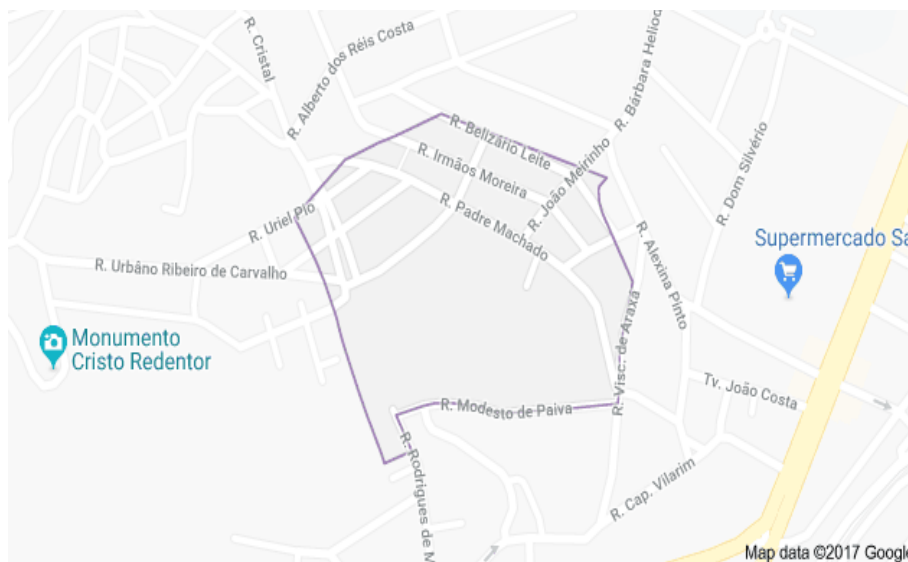 R. Cristal
R. Alberto dos Réis Costa
R. Bárbara Heliod
R. Belizário Leite
R. Irmãos Moreira
R. João Meirinho
R. Dom Silvério
R. Padre Machado
R. Uriel Pio
R. Alexina Pinto
Supermercado Sa
R. Urbâno Ribeiro de Carvalho
R. Visc. de Araxá
Monumento
Cristo Redentor
Tv. João Costa
R. Modesto de Paiva
R. Rodrigues de M
R. Cap. Vilarim
Map data ©2017 Google